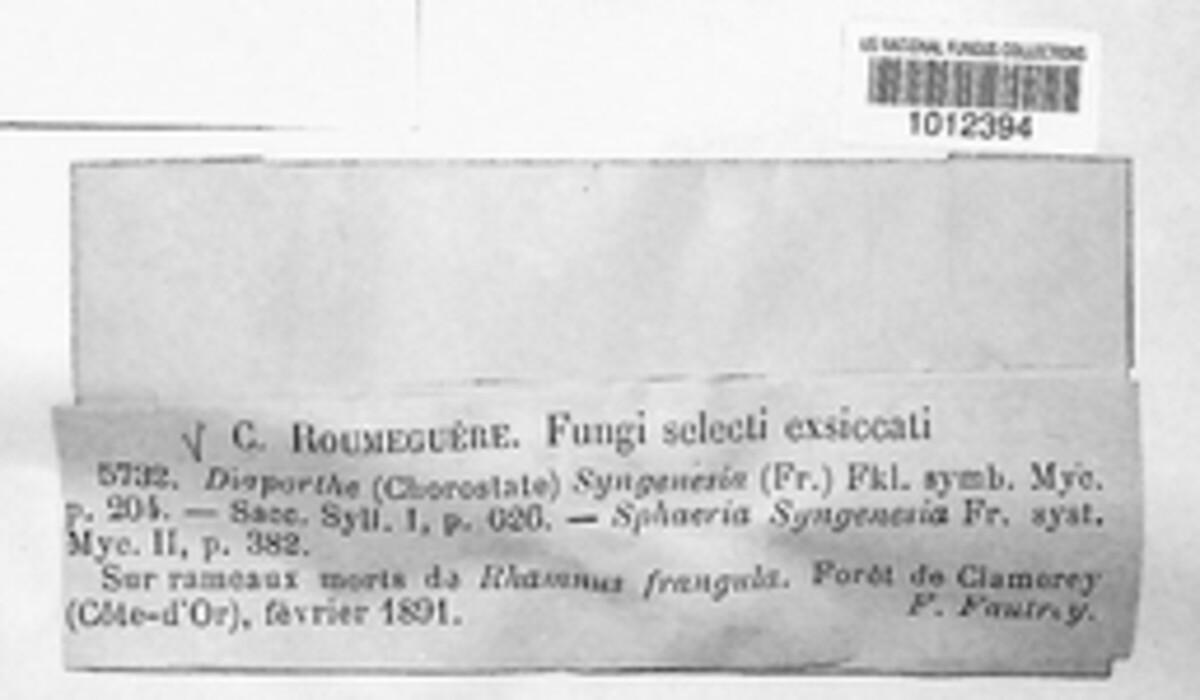 US NATIONAL FUNGUS COLLECTIONS
1012394
√ C. ROUMEGUÈRE. Fungi selecti exsiccati
5732. Diaporthe (Chorostate) Syngenesia (Fr.) Fkl. symb. Myc.
p. 204. — Sacc. Syll. I, p. 626. — Sphaeria Syngenesia Fr. syst.
Myc. II, p. 382.
Sur rameaux morts de Rhamnus frangula. Forêt de Clamerey
(Côte-d'Or), février 1891.
F. Fautrey.